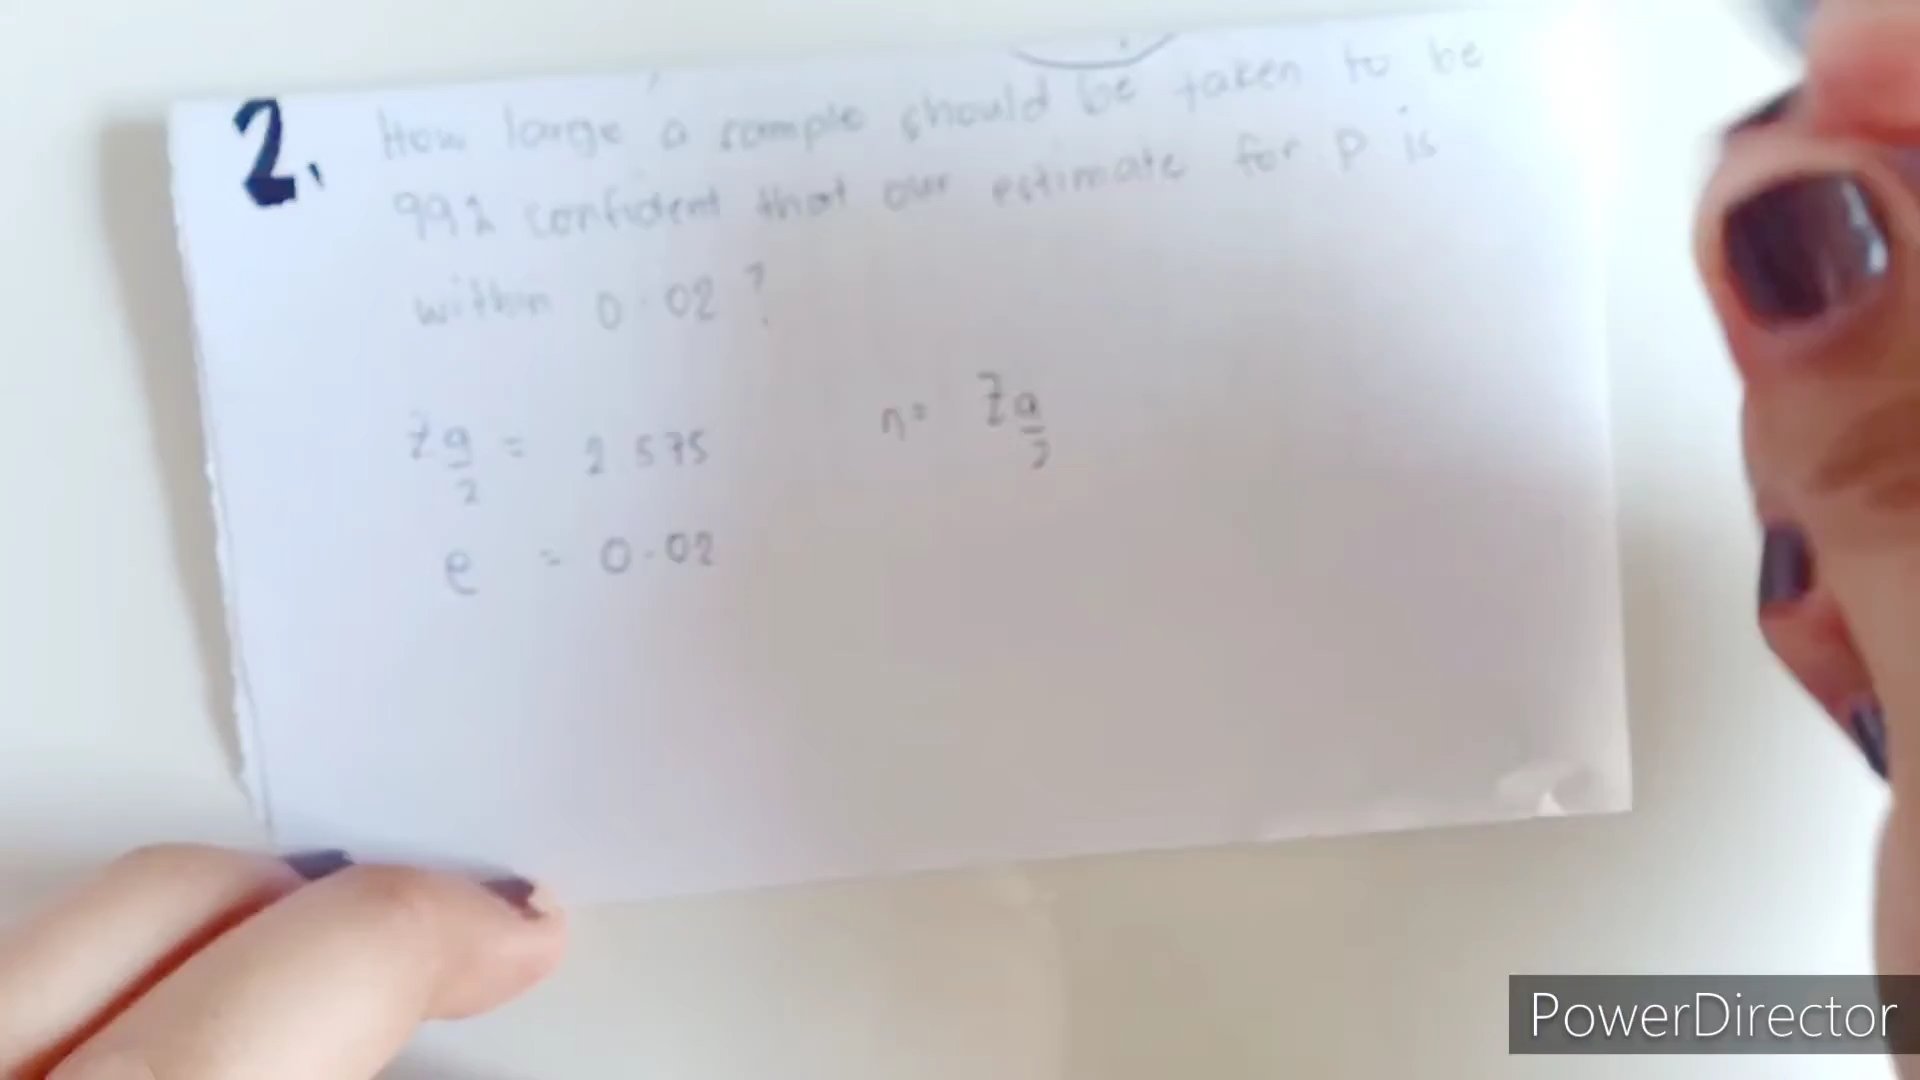 2. How large a sample should be taken to be
99% confident that our estimate for p is
within 0.02?
Z a/2 = 2.575
n= Z a/2
e = 0.02
PowerDirector